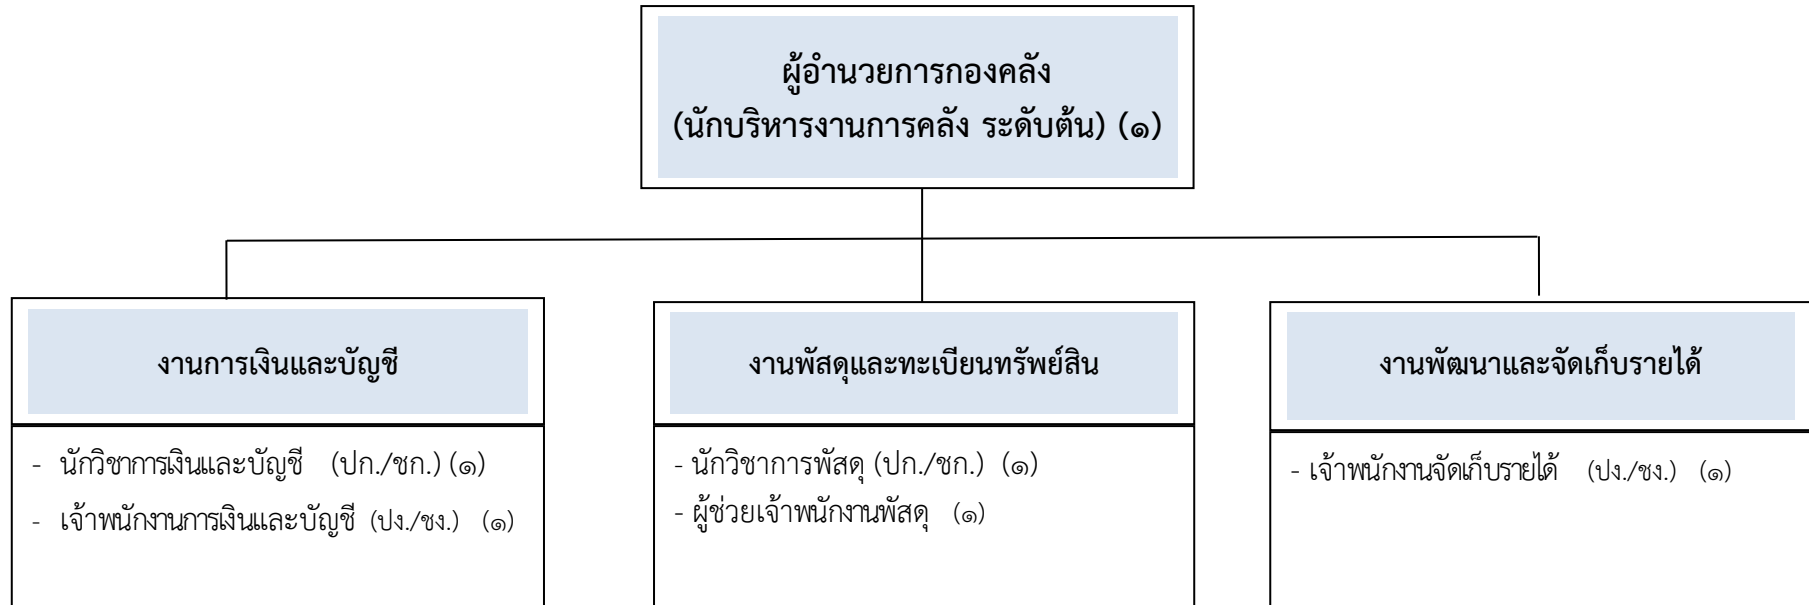 ผู้อำนวยการกองคลัง
(นักบริหารงานการคลัง ระดับต้น) (๑)
งานการเงินและบัญชี
- นักวิชาการเงินและบัญชี (ปก./ชก.) (๑)
- เจ้าพนักงานการเงินและบัญชี (ปง./ชง.) (๑)
งานพัสดุและทะเบียนทรัพย์สิน
- นักวิชาการพัสดุ (ปก./ชก.) (๑)
- ผู้ช่วยเจ้าพนักงานพัสดุ (๑)
งานพัฒนาและจัดเก็บรายได้
- เจ้าพนักงานจัดเก็บรายได้ (ปง./ชง.) (๑)